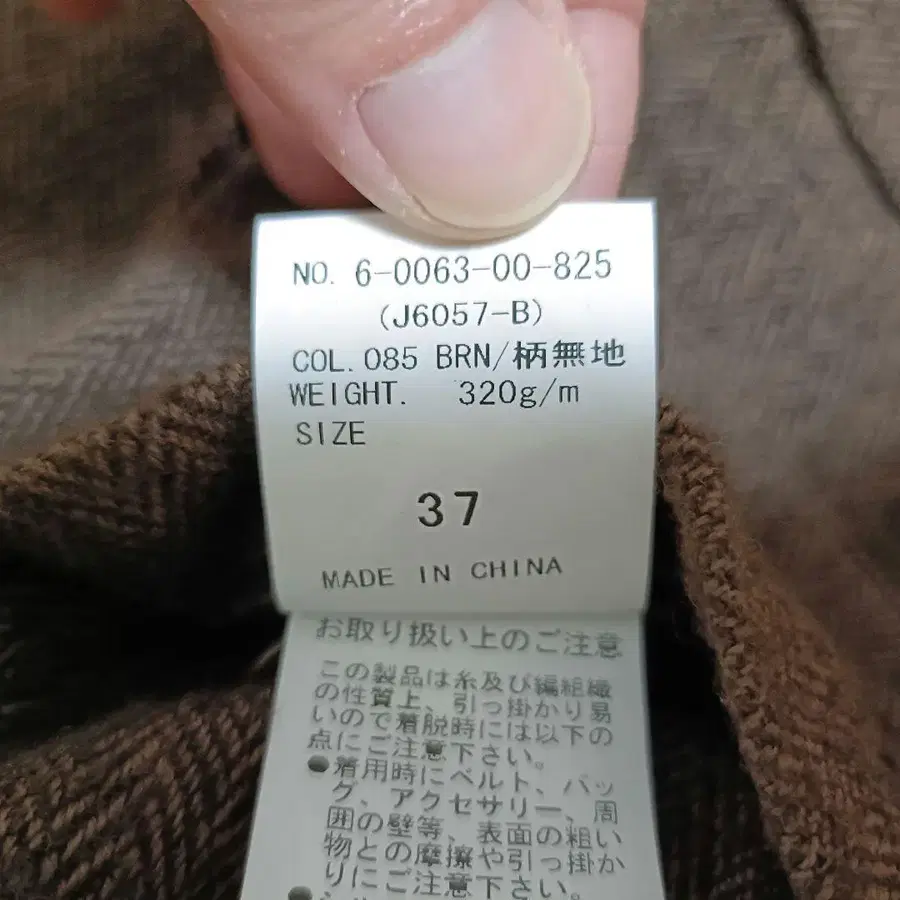 NO. 6-0063-00-825
(J6057-B)
COL.085 BRN/柄無地
WEIGHT. 320g/m
SIZE
37
MADE IN CHINA
お取り扱い上のご注意
この製品は糸及び編組織
の性質上、引っ掛かり易
いので着脱時には以下の
点にご注意下さい。
●着用時にベルト、バッ
グ、アクセサリー、周
囲の壁等、表面の粗い
物との摩擦や引っ掛か
りにご注意下さい。